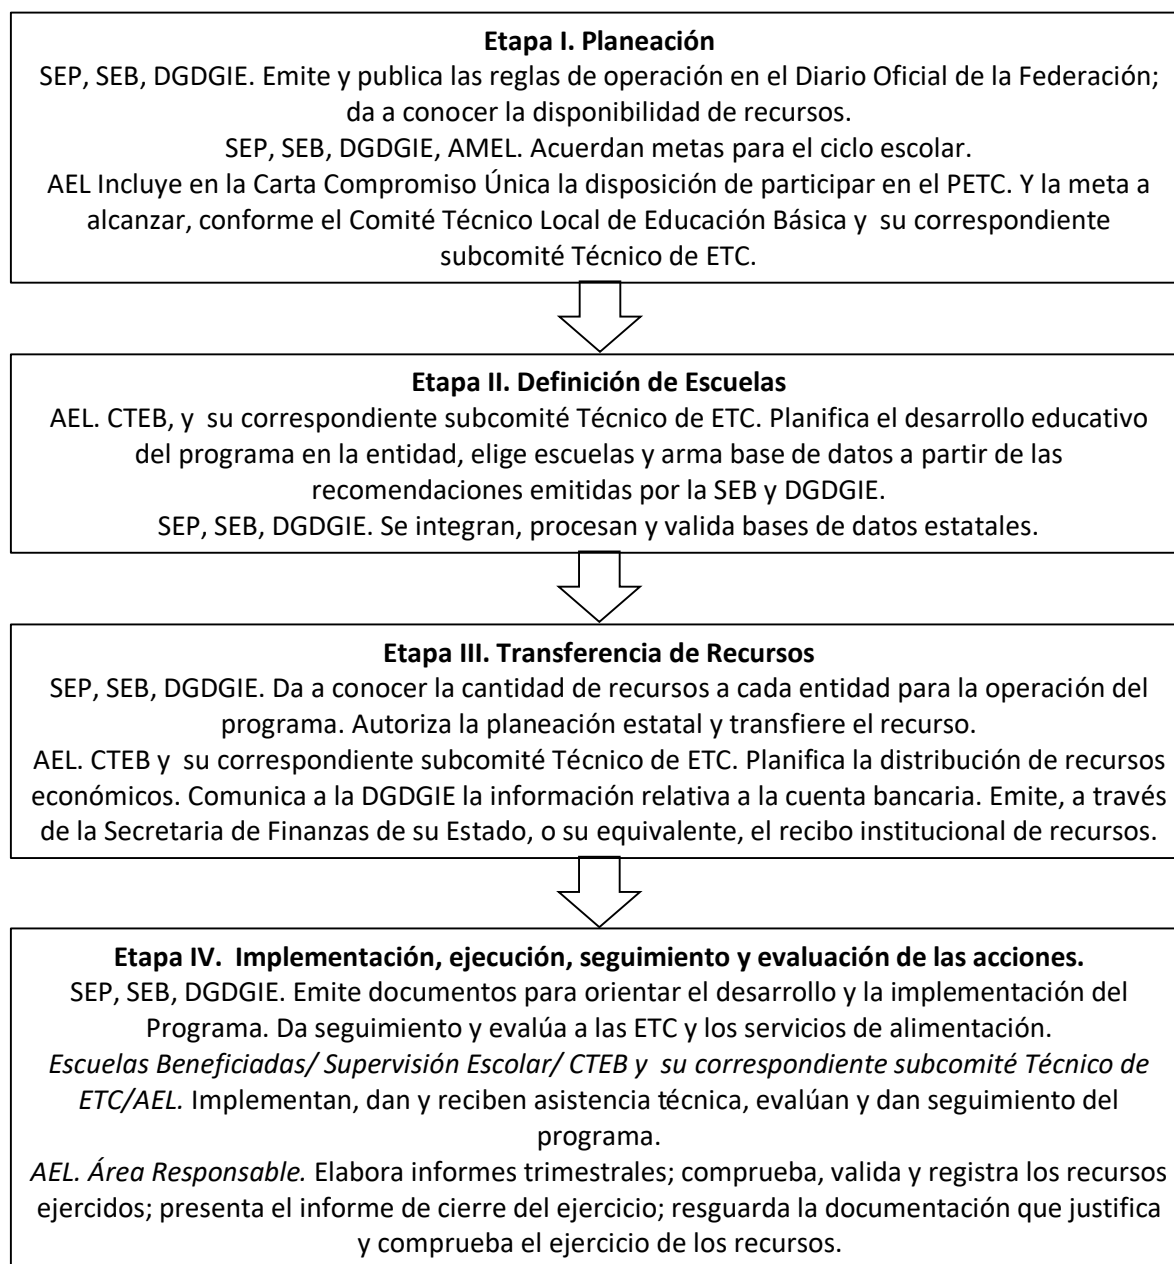 Etapa I. Planeación
SEP, SEB, DGDGIE. Emite y publica las reglas de operación en el Diario Oficial de la Federación;
da a conocer la disponibilidad de recursos.
SEP, SEB, DGDGIE, AMEL. Acuerdan metas para el ciclo escolar.
AEL Incluye en la Carta Compromiso Única la disposición de participar en el PETC. Y la meta a
alcanzar, conforme el Comité Técnico Local de Educación Básica y  su correspondiente
subcomité Técnico de ETC.
Etapa II. Definición de Escuelas
AEL. CTEB, y  su correspondiente subcomité Técnico de ETC. Planifica el desarrollo educativo
del programa en la entidad, elige escuelas y arma base de datos a partir de las
recomendaciones emitidas por la SEB y DGDGIE.
SEP, SEB, DGDGIE. Se integran, procesan y valida bases de datos estatales.
Etapa III. Transferencia de Recursos
SEP, SEB, DGDGIE. Da a conocer la cantidad de recursos a cada entidad para la operación del
programa. Autoriza la planeación estatal y transfiere el recurso.
AEL. CTEB y  su correspondiente subcomité Técnico de ETC. Planifica la distribución de recursos
económicos. Comunica a la DGDGIE la información relativa a la cuenta bancaria. Emite, a través
de la Secretaria de Finanzas de su Estado, o su equivalente, el recibo institucional de recursos.
Etapa IV.  Implementación, ejecución, seguimiento y evaluación de las acciones.
SEP, SEB, DGDGIE. Emite documentos para orientar el desarrollo y la implementación del
Programa. Da seguimiento y evalúa a las ETC y los servicios de alimentación.
Escuelas Beneficiadas/ Supervisión Escolar/ CTEB y  su correspondiente subcomité Técnico de
ETC/AEL. Implementan, dan y reciben asistencia técnica, evalúan y dan seguimiento del
programa.
AEL. Área Responsable. Elabora informes trimestrales; comprueba, valida y registra los recursos
ejercidos; presenta el informe de cierre del ejercicio; resguarda la documentación que justifica
y comprueba el ejercicio de los recursos.